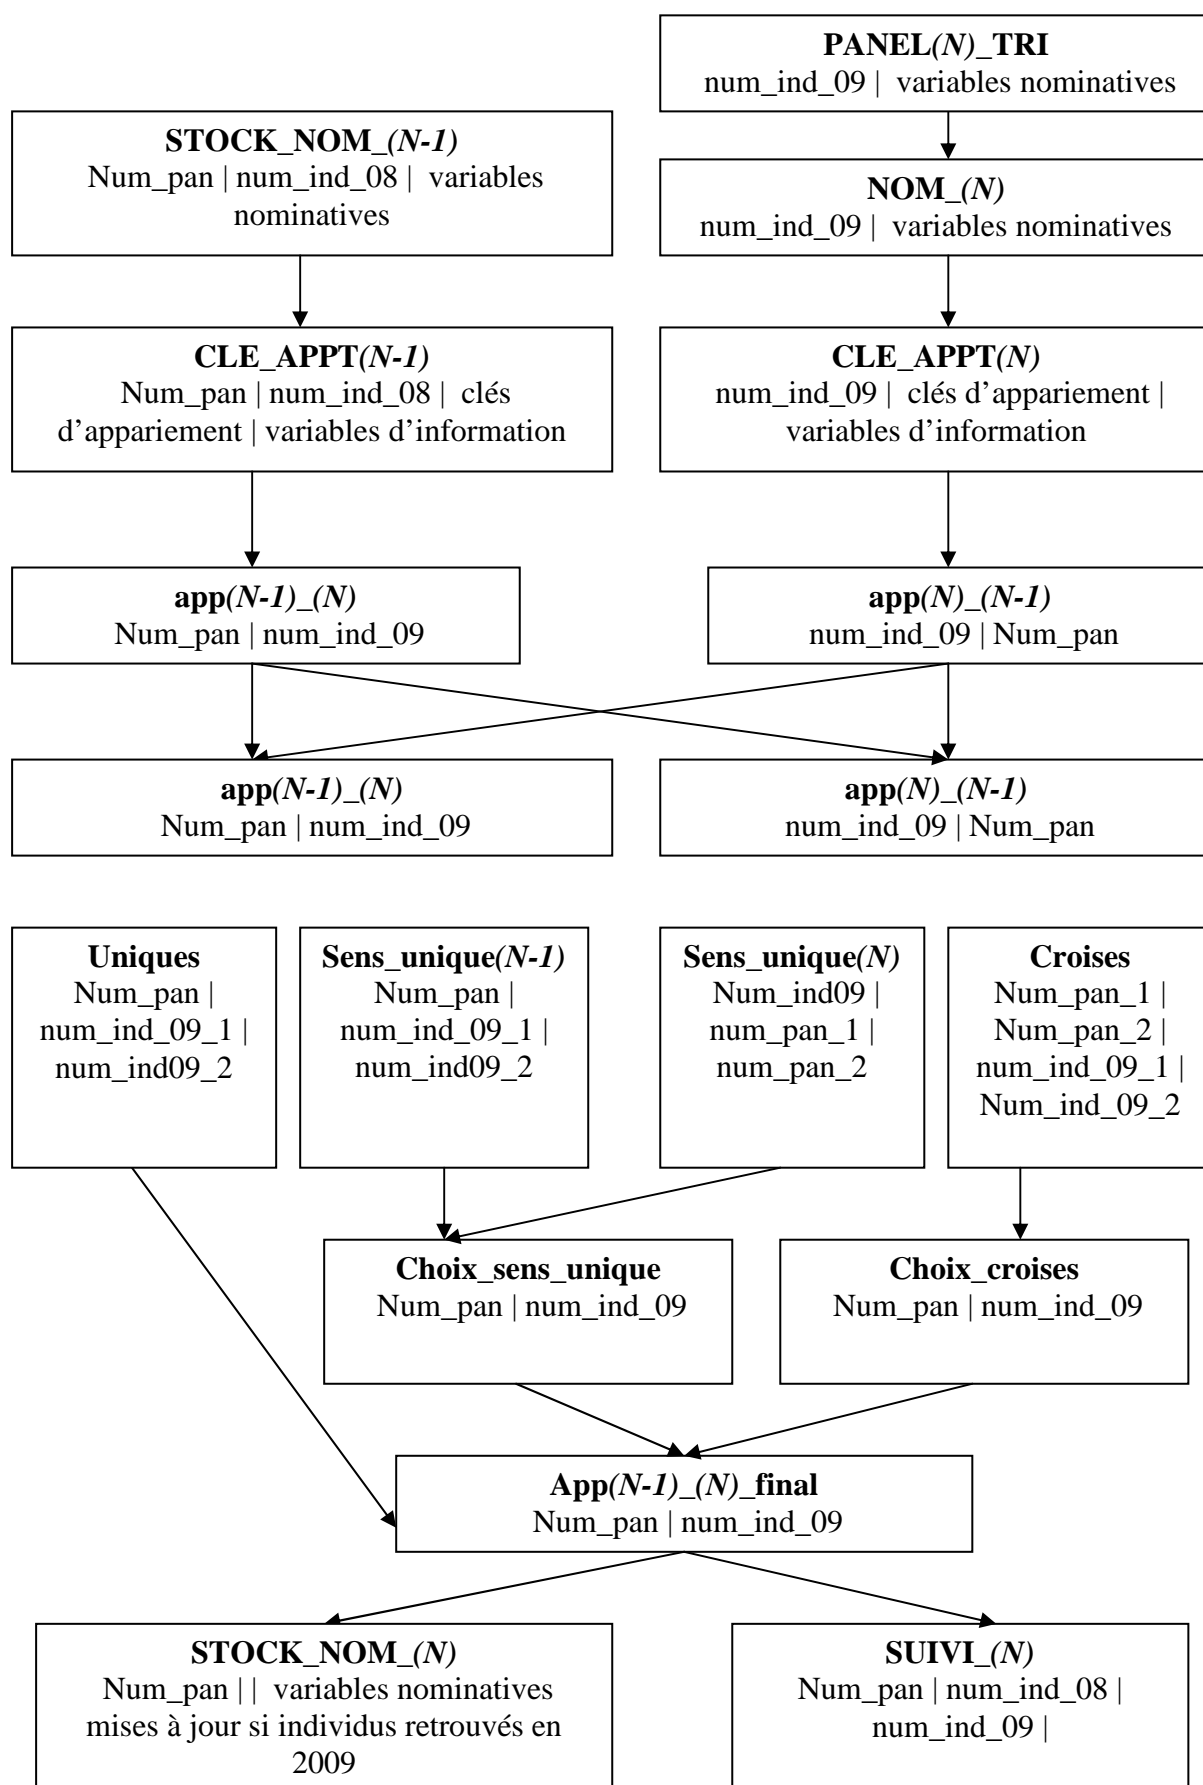 PANEL(N)_TRI
num_ind_09 | variables nominatives
STOCK_NOM_(N-1)
Num_pan | num_ind_08 | variables
nominatives
NOM_(N)
num_ind_09 | variables nominatives
CLE_APPT(N-1)
Num_pan | num_ind_08 | clés
d’appariement | variables d’information
CLE_APPT(N)
num_ind_09 | clés d’appariement |
variables d’information
app(N-1)_(N)
Num_pan | num_ind_09
app(N)_(N-1)
num_ind_09 | Num_pan
app(N-1)_(N)
Num_pan | num_ind_09
app(N)_(N-1)
num_ind_09 | Num_pan
Uniques
Num_pan |
num_ind_09_1 |
num_ind09_2
Sens_unique(N-1)
Num_pan |
num_ind_09_1 |
num_ind09_2
Sens_unique(N)
Num_ind09 |
num_pan_1 |
num_pan_2
Croises
Num_pan_1 |
Num_pan_2 |
num_ind_09_1 |
Num_ind_09_2
Choix_sens_unique
Num_pan | num_ind_09
Choix_croises
Num_pan | num_ind_09
App(N-1)_(N)_final
Num_pan | num_ind_09
STOCK_NOM_(N)
Num_pan | | variables nominatives
mises à jour si individus retrouvés en
2009
SUIVI_(N)
Num_pan | num_ind_08 |
num_ind_09 |